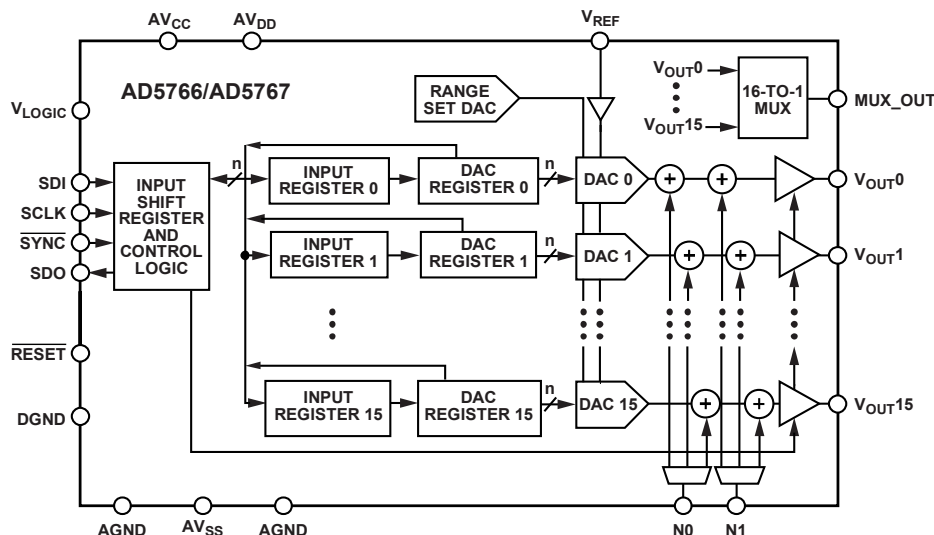 AVCC
AVDD
VREF
AD5766/AD5767
RANGE
SET DAC
VOUT0
VOUT15
16-TO-1
MUX
MUX_OUT
VLOGIC
SDI
SCLK
SYNC
SDO
RESET
DGND
INPUT
SHIFT
REGISTER
AND
CONTROL
LOGIC
n
INPUT
REGISTER 0
DAC
REGISTER 0
n
DAC 0
+
+
VOUT0
INPUT
REGISTER 1
DAC
REGISTER 1
n
DAC 1
+
+
VOUT1
INPUT
REGISTER 15
DAC
REGISTER 15
n
DAC 15
+
+
VOUT15
AGND
AVSS
AGND
N0
N1